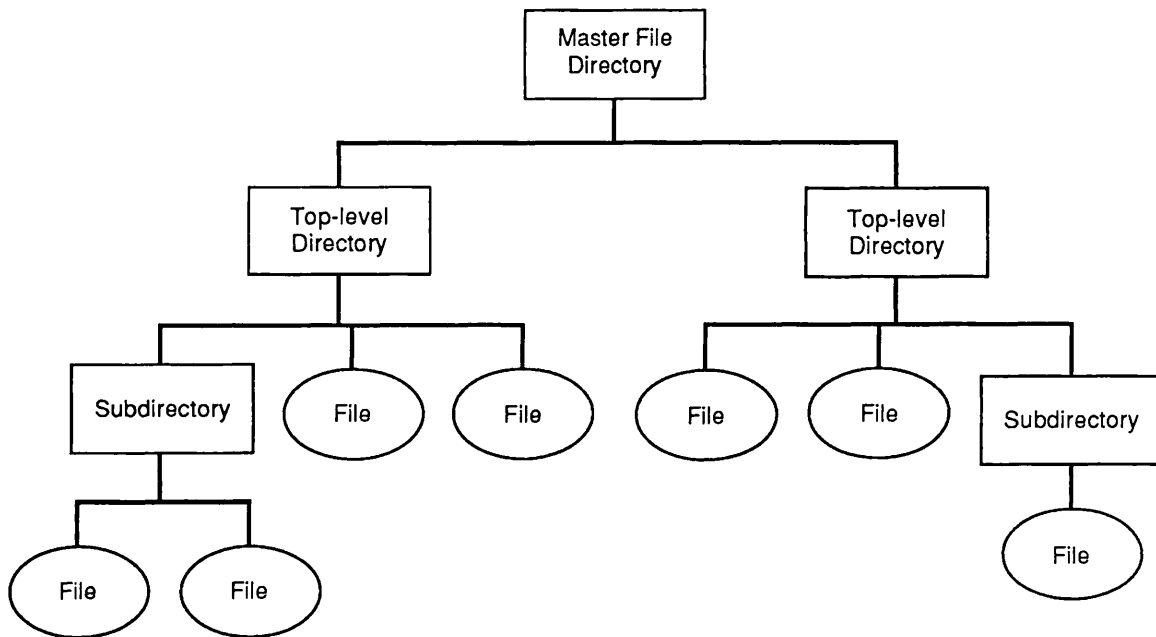 Master File
Directory
Top-level
Directory
Top-level
Directory
Subdirectory
File
File
File
File
Subdirectory
File
File
File